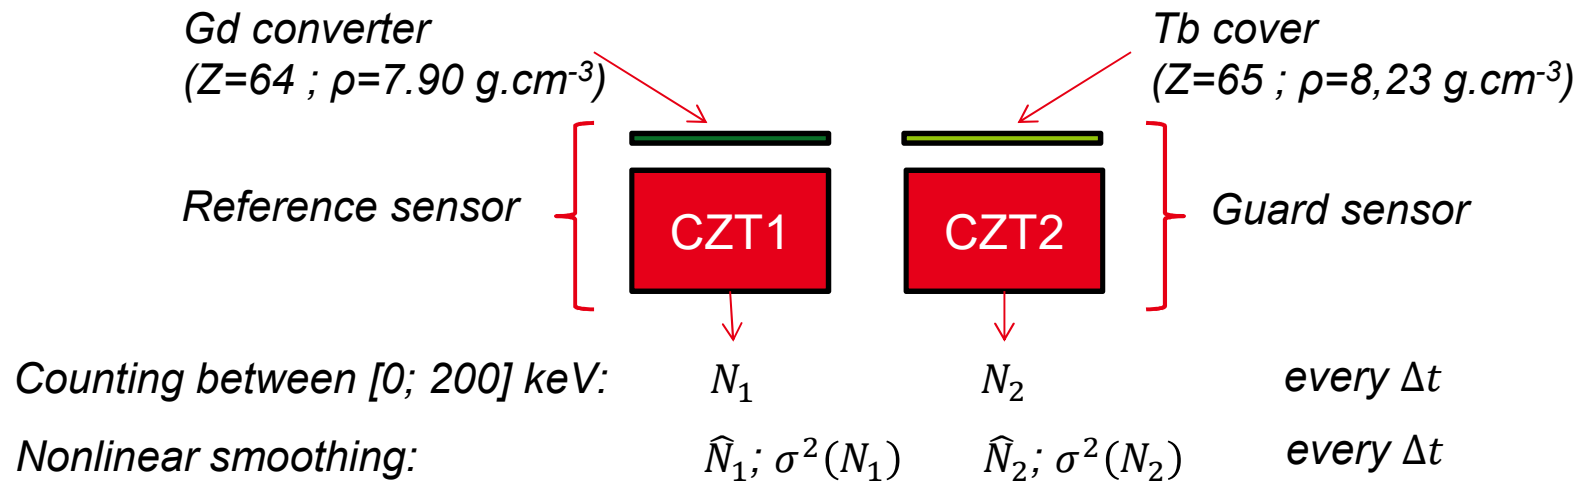 Gd converter
(Z=64 ; ρ=7.90 g.cm⁻³)
Tb cover
(Z=65 ; ρ=8,23 g.cm⁻³)
Reference sensor
CZT1
CZT2
Guard sensor
Counting between [0; 200] keV: N₁ N₂ every Δt
Nonlinear smoothing: N̂₁; σ²(N₁) N̂₂; σ²(N₂) every Δt